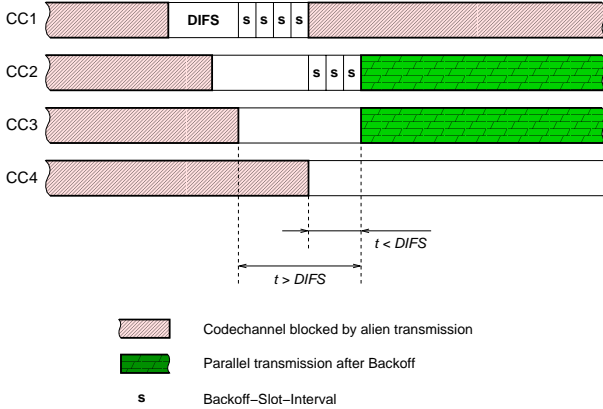 CC1 DIFS s s s s
CC2 s s s
CC3
CC4
t < DIFS
t > DIFS
Codechannel blocked by alien transmission
Parallel transmission after Backoff
s Backoff–Slot–Interval